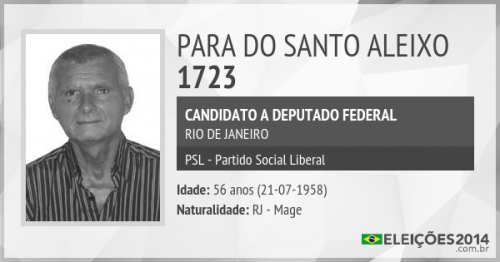 PARA DO SANTO ALEIXO
1723
CANDIDATO A DEPUTADO FEDERAL
RIO DE JANEIRO
PSL - Partido Social Liberal
Idade: 56 anos (21-07-1958)
Naturalidade: RJ - Mage
ELEIÇÕES2014
.com.br